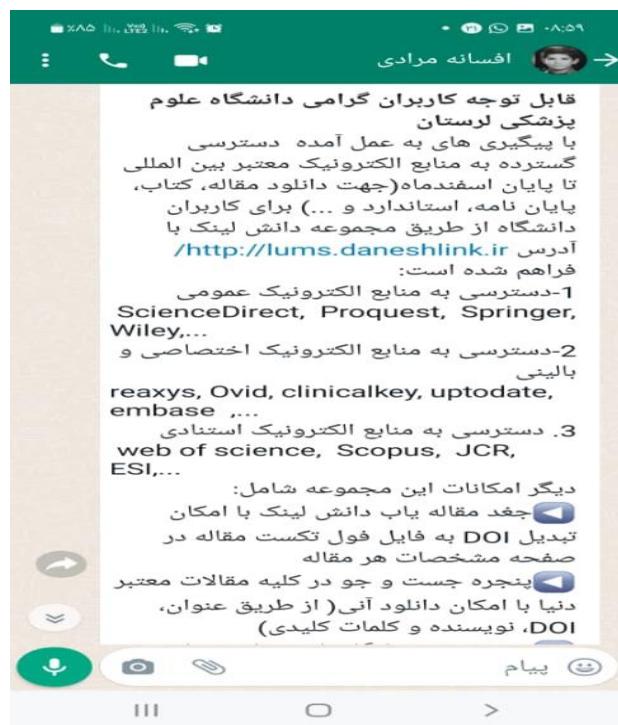 ۰۸:۵۹
٪۸۵
افسانه مرادی
قابل توجه کاربران گرامی دانشگاه علوم
پزشکی لرستان
با پیگیری های به عمل آمده دسترسی
گسترده به منابع الکترونیک معتبر بین المللی
تا پایان اسفندماه(جهت دانلود مقاله، کتاب،
پایان نامه، استاندارد و ...) برای کاربران
دانشگاه از طریق مجموعه دانش لینک با
آدرس http://lums.daneshlink.ir/
فراهم شده است:
1-دسترسی به منابع الکترونیک عمومی
ScienceDirect, Proquest, Springer,
Wiley,...
2-دسترسی به منابع الکترونیک اختصاصی و
بالینی
reaxys, Ovid, clinicalkey, uptodate,
embase ,...
3. دسترسی به منابع الکترونیک استنادی
web of science, Scopus, JCR,
ESI,...
دیگر امکانات این مجموعه شامل:
جغد مقاله یاب دانش لینک با امکان
تبدیل DOI به فایل فول تکست مقاله در
صفحه مشخصات هر مقاله
پنجره جست و جو در کلیه مقالات معتبر
دنیا با امکان دانلود آنی( از طریق عنوان،
DOI، نویسنده و کلمات کلیدی)
پیام